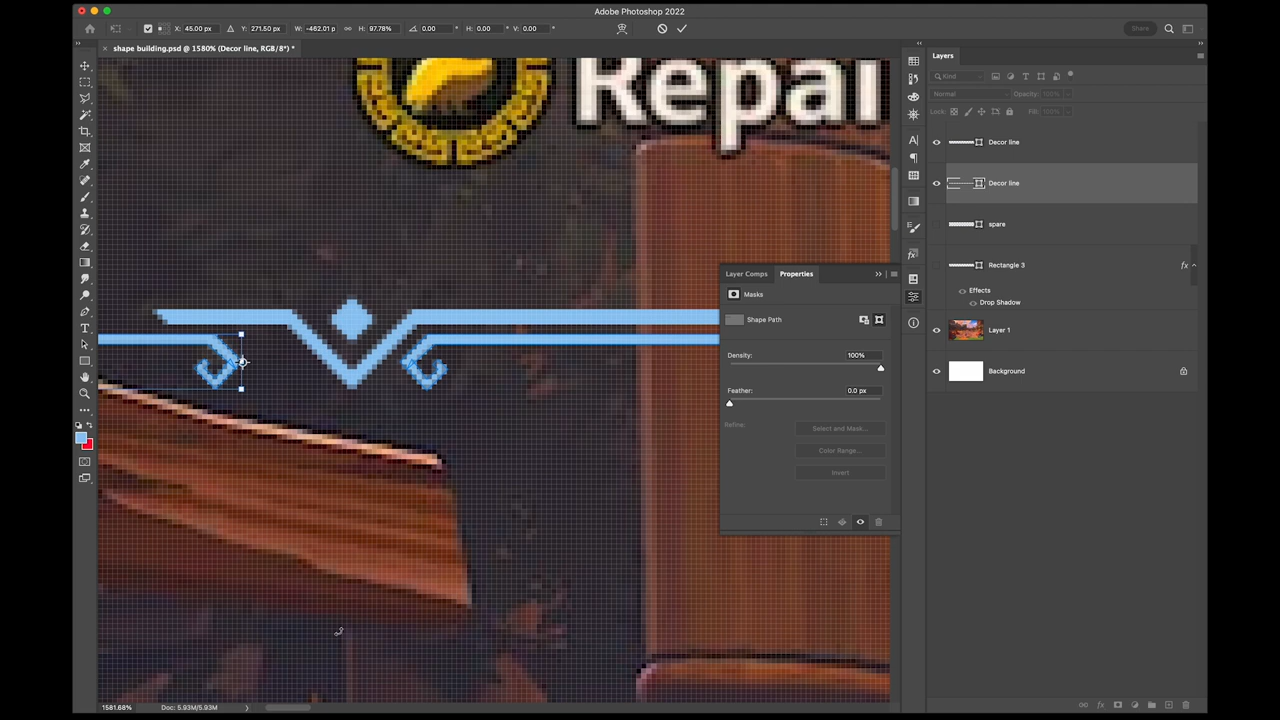 Adobe Photoshop 2022
X: 45.00 px Y: 271.50 px W: -462.01 p H: 97.78% 0.00 ° H: 0.00 ° V: 0.00 °
Share
× shape building.psd @ 1580% (Decor line, RGB/8*) *
Repai
Layers
Kind
Normal Opacity: 100%
Lock: Fill: 100%
Decor line
Decor line
spare
Rectangle 3 fx
Effects
Drop Shadow
Layer 1
Background
Layer Comps Properties
Masks
Shape Path
Density: 100%
Feather: 0.0 px
Refine: Select and Mask...
Color Range...
Invert
1581.68% Doc: 5.93M/5.93M